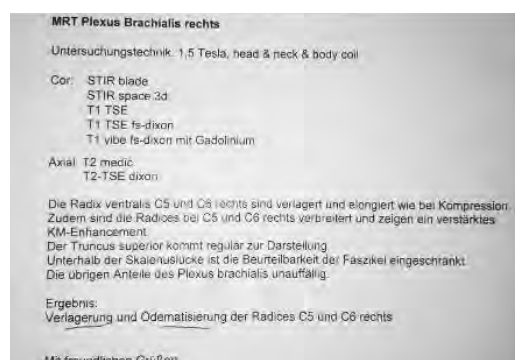 MRT Plexus Brachialis rechts
Untersuchungstechnik. 1,5 Tesla, head & neck & body coil
Cor: STIR blade
STIR space 3d
T1 TSE
T1 TSE fs-dixon
T1 vibe fs-dixon mit Gadolinium
Axial T2 medic
T2-TSE dixon
Die Radix ventralis C5 und C6 rechts sind verlagert und elongiert wie bei Kompression.
Zudem sind die Radices bei C5 und C6 rechts verbreitert und zeigen ein verstärktes
KM-Enhancement
Der Truncus superior kommt regulär zur Darstellung
Unterhalb der Skalenuslücke ist die Beurteilbarkeit der Faszikel eingeschränkt
Die übrigen Anteile des Plexus brachialis unauffällig.
Ergebnis:
Verlagerung und Ödematisierung der Radices C5 und C6 rechts
Mit freundlichen Grüßen